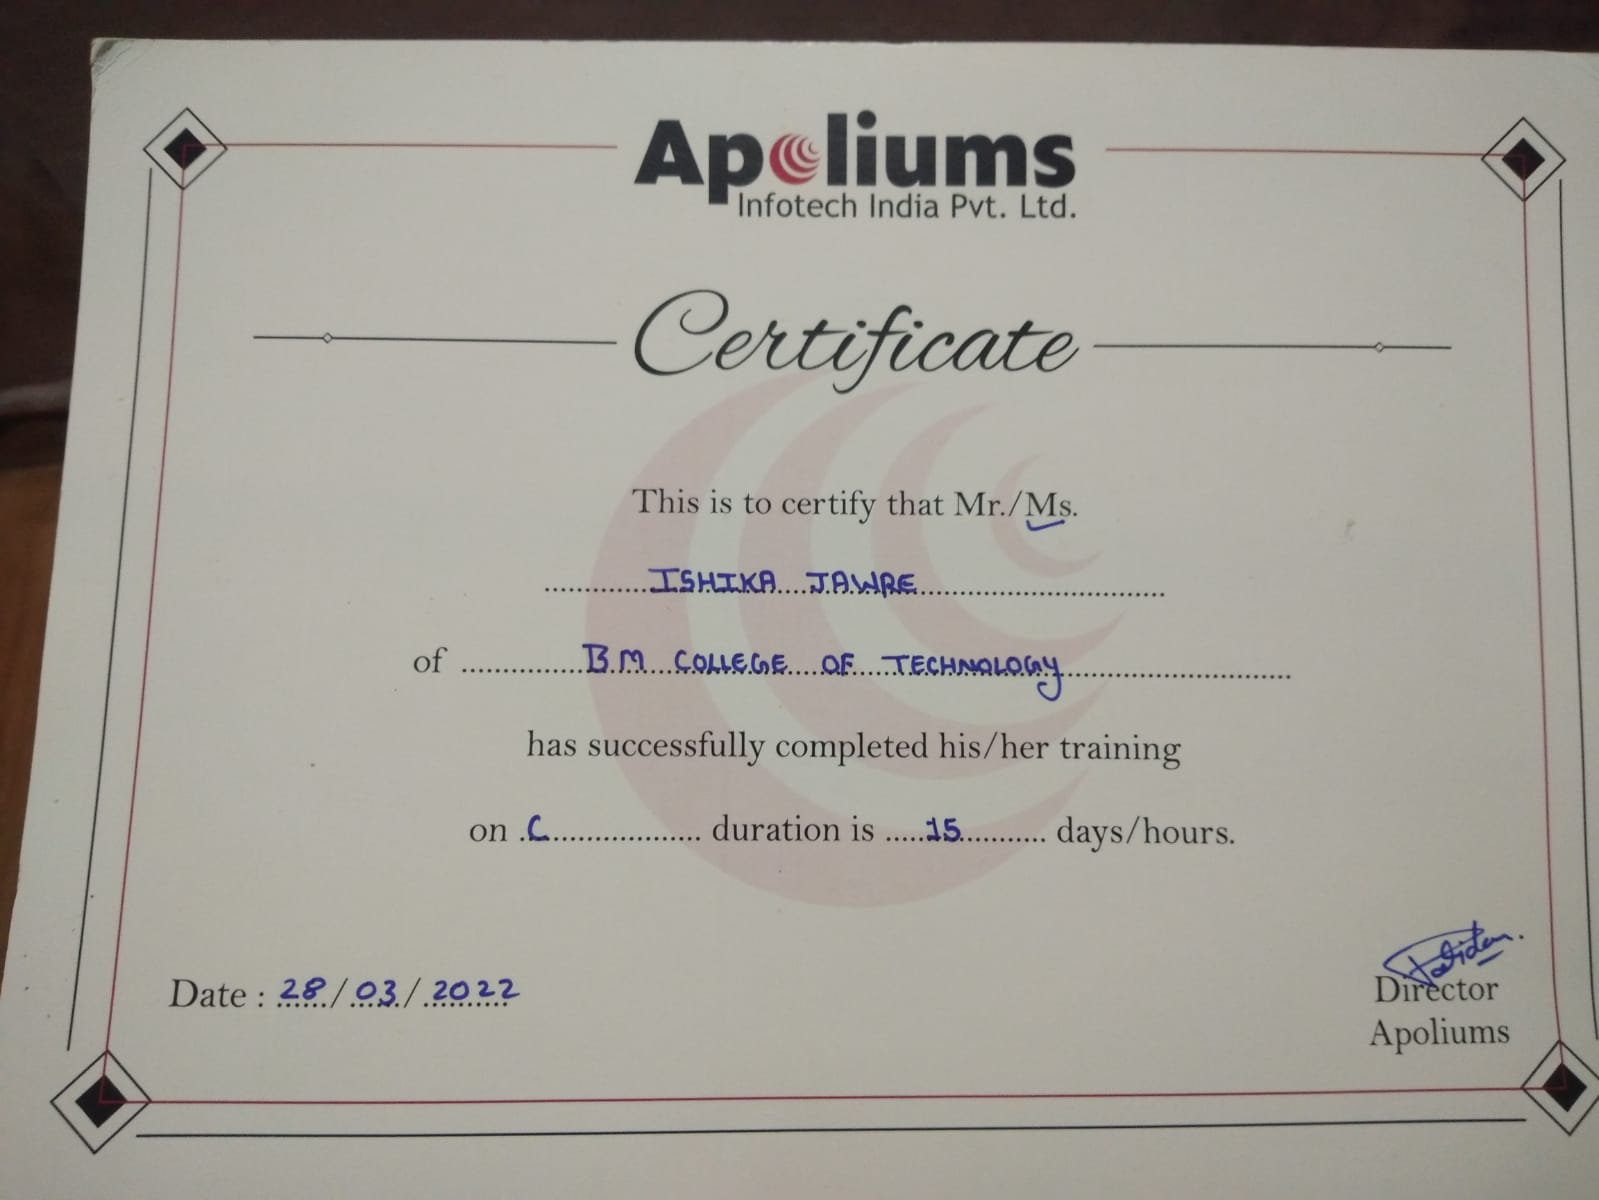 Apoliums
Infotech India Pvt. Ltd.
Certificate
This is to certify that Mr./Ms.
ISHIKA JAWRE
of BM COLLEGE OF TECHNOLOGY
has successfully completed his/her training
on C duration is 15 days/hours.
Date : 28/03/2022
Director
Apoliums